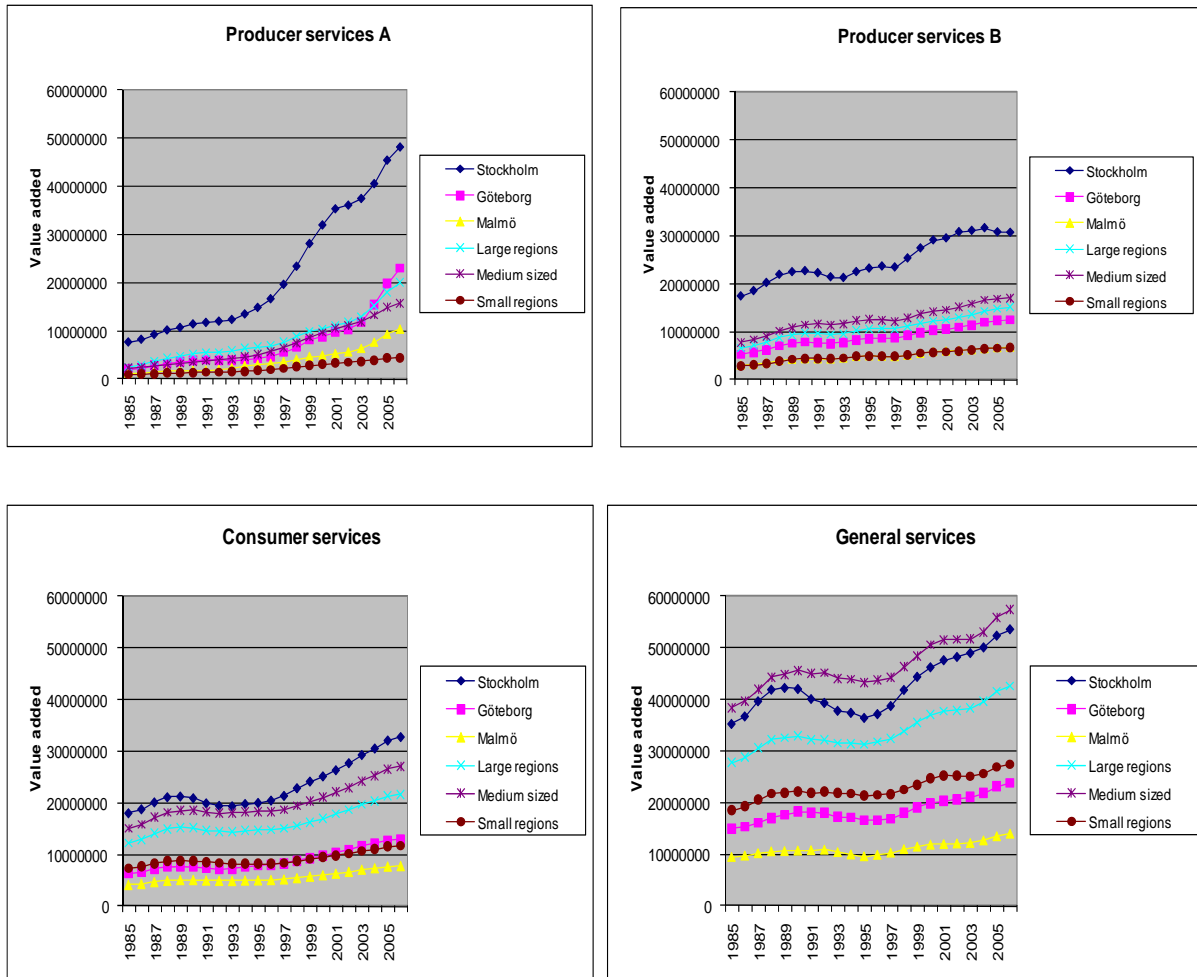 Producer services A
Value added
60000000
50000000
40000000
30000000
20000000
10000000
0
1985
1987
1989
1991
1993
1995
1997
1999
2001
2003
2005
Stockholm
Göteborg
Malmö
Large regions
Medium sized
Small regions
Producer services B
Value added
60000000
50000000
40000000
30000000
20000000
10000000
0
1985
1987
1989
1991
1993
1995
1997
1999
2001
2003
2005
Stockholm
Göteborg
Malmö
Large regions
Medium sized
Small regions
Consumer services
Value added
60000000
50000000
40000000
30000000
20000000
10000000
0
1985
1987
1989
1991
1993
1995
1997
1999
2001
2003
2005
Stockholm
Göteborg
Malmö
Large regions
Medium sized
Small regions
General services
Value added
60000000
50000000
40000000
30000000
20000000
10000000
0
1985
1987
1989
1991
1993
1995
1997
1999
2001
2003
2005
Stockholm
Göteborg
Malmö
Large regions
Medium sized
Small regions